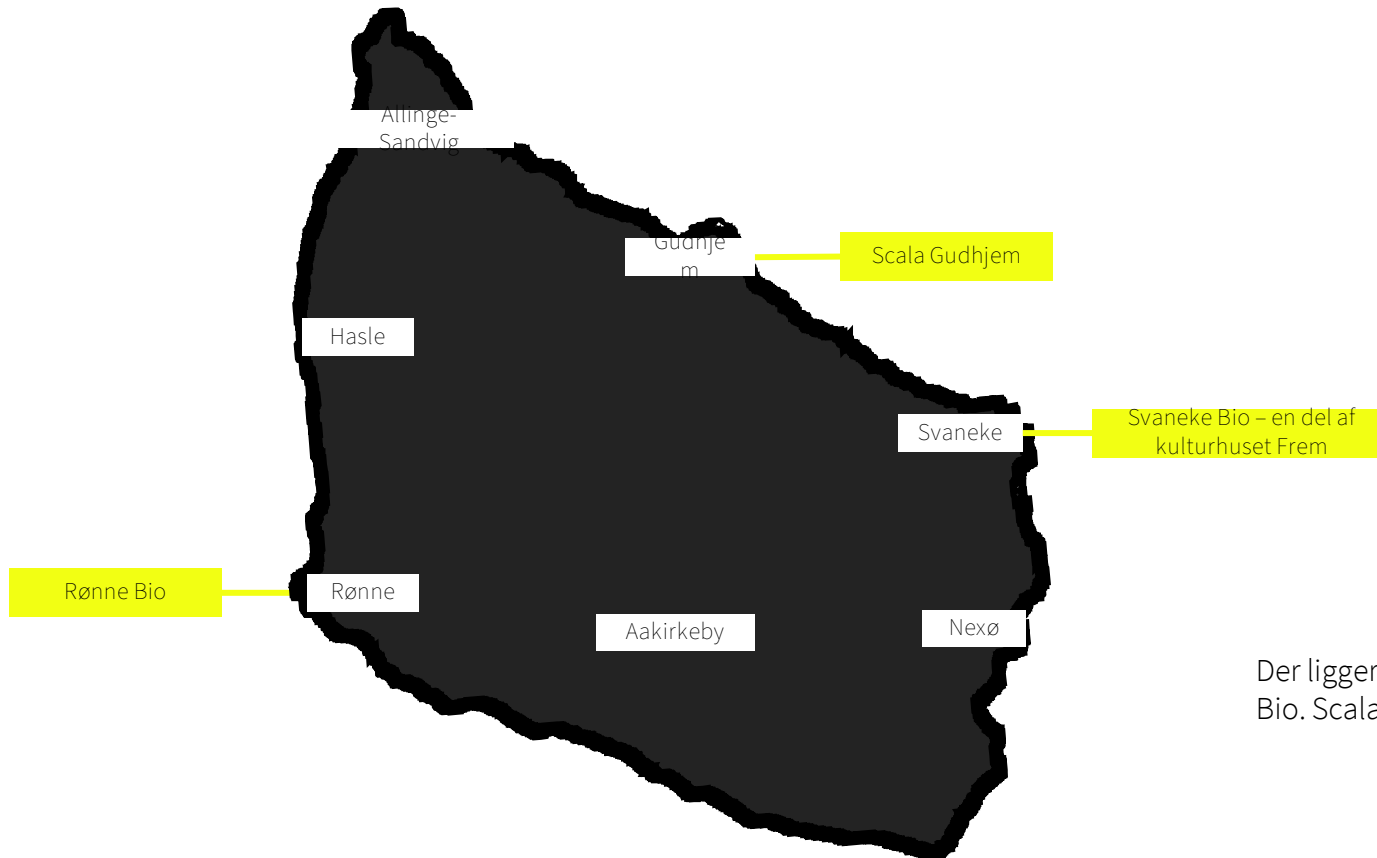 Allinge-
Sandvig
Gudhje
m
Scala Gudhjem
Hasle
Svaneke
Svaneke Bio – en del af
kulturhuset Frem
Rønne Bio
Rønne
Aakirkeby
Nexø
Der ligger
Bio. Scala